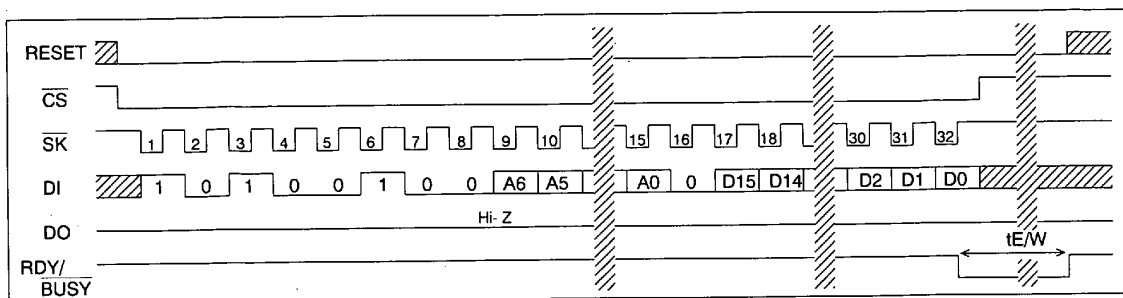 RESET
CS
SK 1 2 3 4 5 6 7 8 9 10 15 16 17 18 30 31 32
DI 1 0 1 0 0 1 0 0 A6 A5 A0 0 D15 D14 D2 D1 D0
Hi-Z
DO
tE/W
RDY/
BUSY